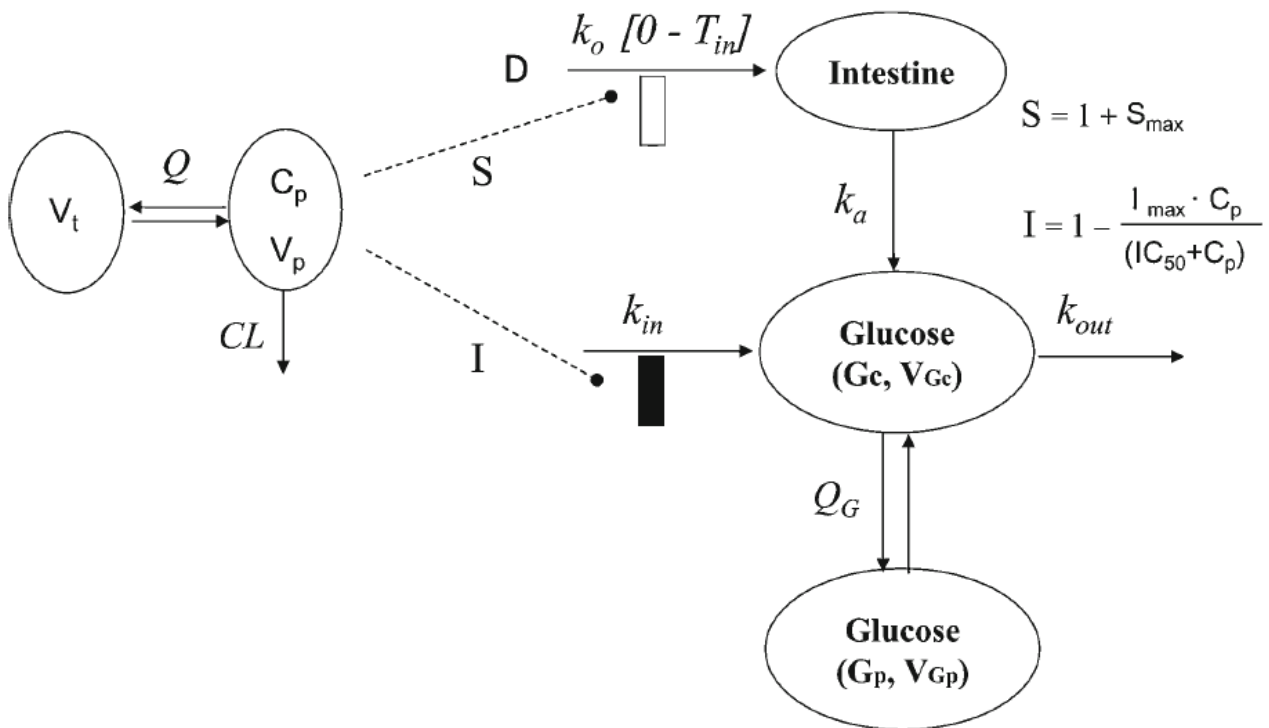 k_o [0 - T_in]
D
Intestine
S = 1 + S_max
Q
S
C_p
V_t
V_p
k_a
I = 1 – I_max · C_p / (IC_50+C_p)
CL
I
k_in
Glucose
(Gc, V_Gc)
k_out
Q_G
Glucose
(G_p, V_Gp)